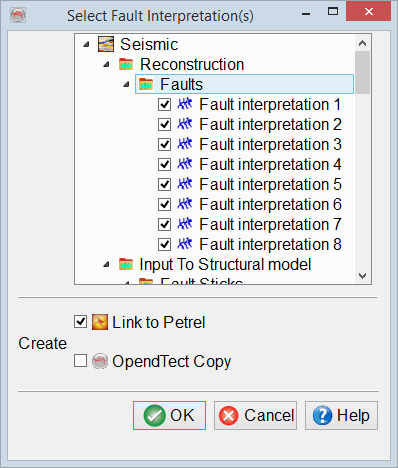 Select Fault Interpretation(s)
Seismic
Reconstruction
Faults
Fault interpretation 1
Fault interpretation 2
Fault interpretation 3
Fault interpretation 4
Fault interpretation 5
Fault interpretation 6
Fault interpretation 7
Fault interpretation 8
Input To Structural model
Fault Sticks
Create
Link to Petrel
OpendTect Copy
OK
Cancel
Help